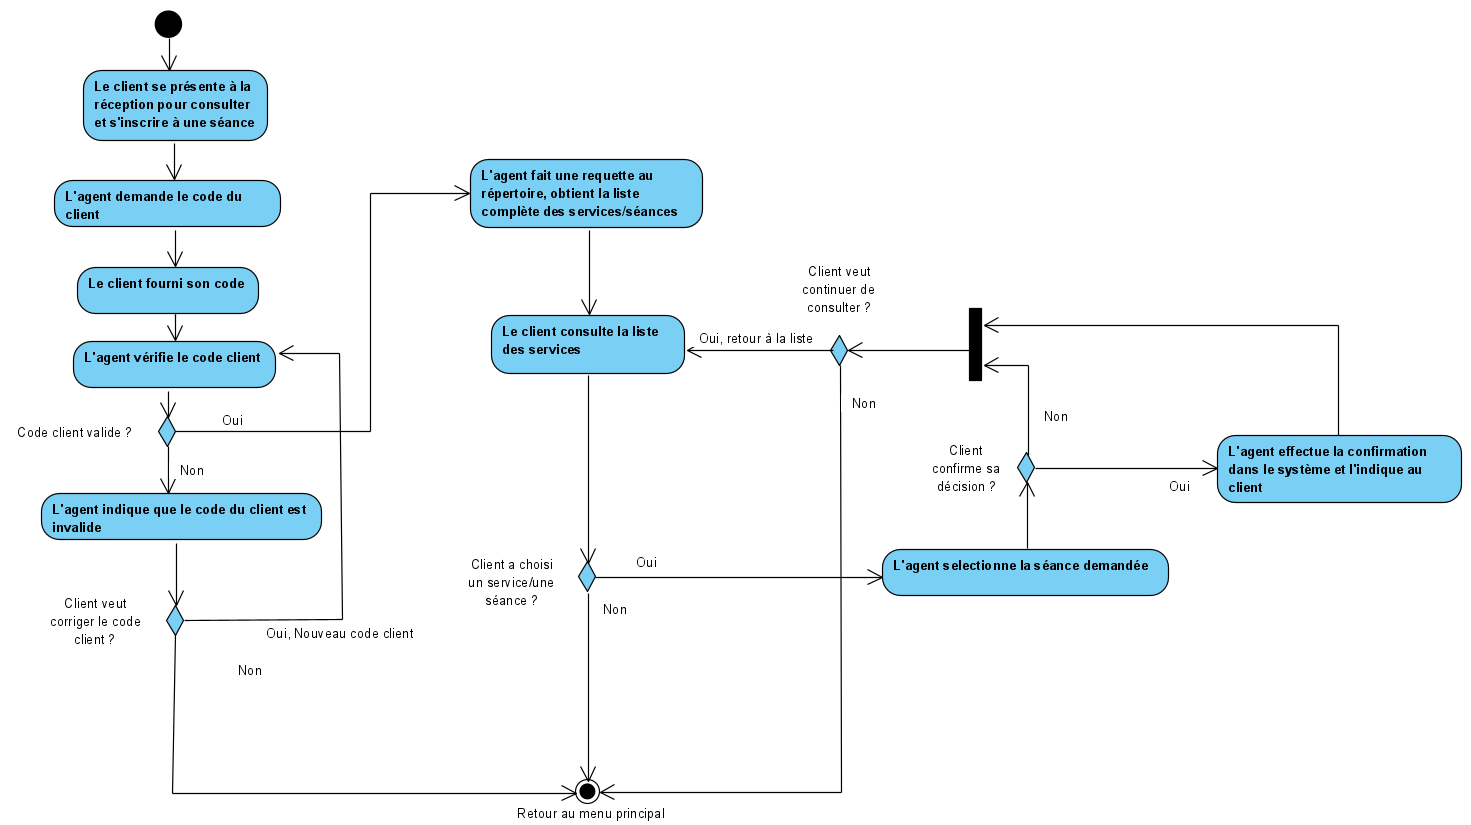 Le client se présente à la
réception pour consulter
et s'inscrire à une séance
L'agent demande le code du
client
Le client fourni son code
L'agent vérifie le code client
Code client valide ?
Oui
Non
L'agent indique que le code du client est
invalide
Client veut
corriger le code
client ?
Oui, Nouveau code client
Non
L'agent fait une requette au
répertoire, obtient la liste
complète des services/séances
Le client consulte la liste
des services
Client a choisi
un service/une
séance ?
Oui
Non
Retour au menu principal
Client veut
continuer de
consulter ?
Oui, retour à la liste
Non
L'agent selectionne la séance demandée
Client
confirme sa
décision ?
Non
Oui
L'agent effectue la confirmation
dans le système et l'indique au
client